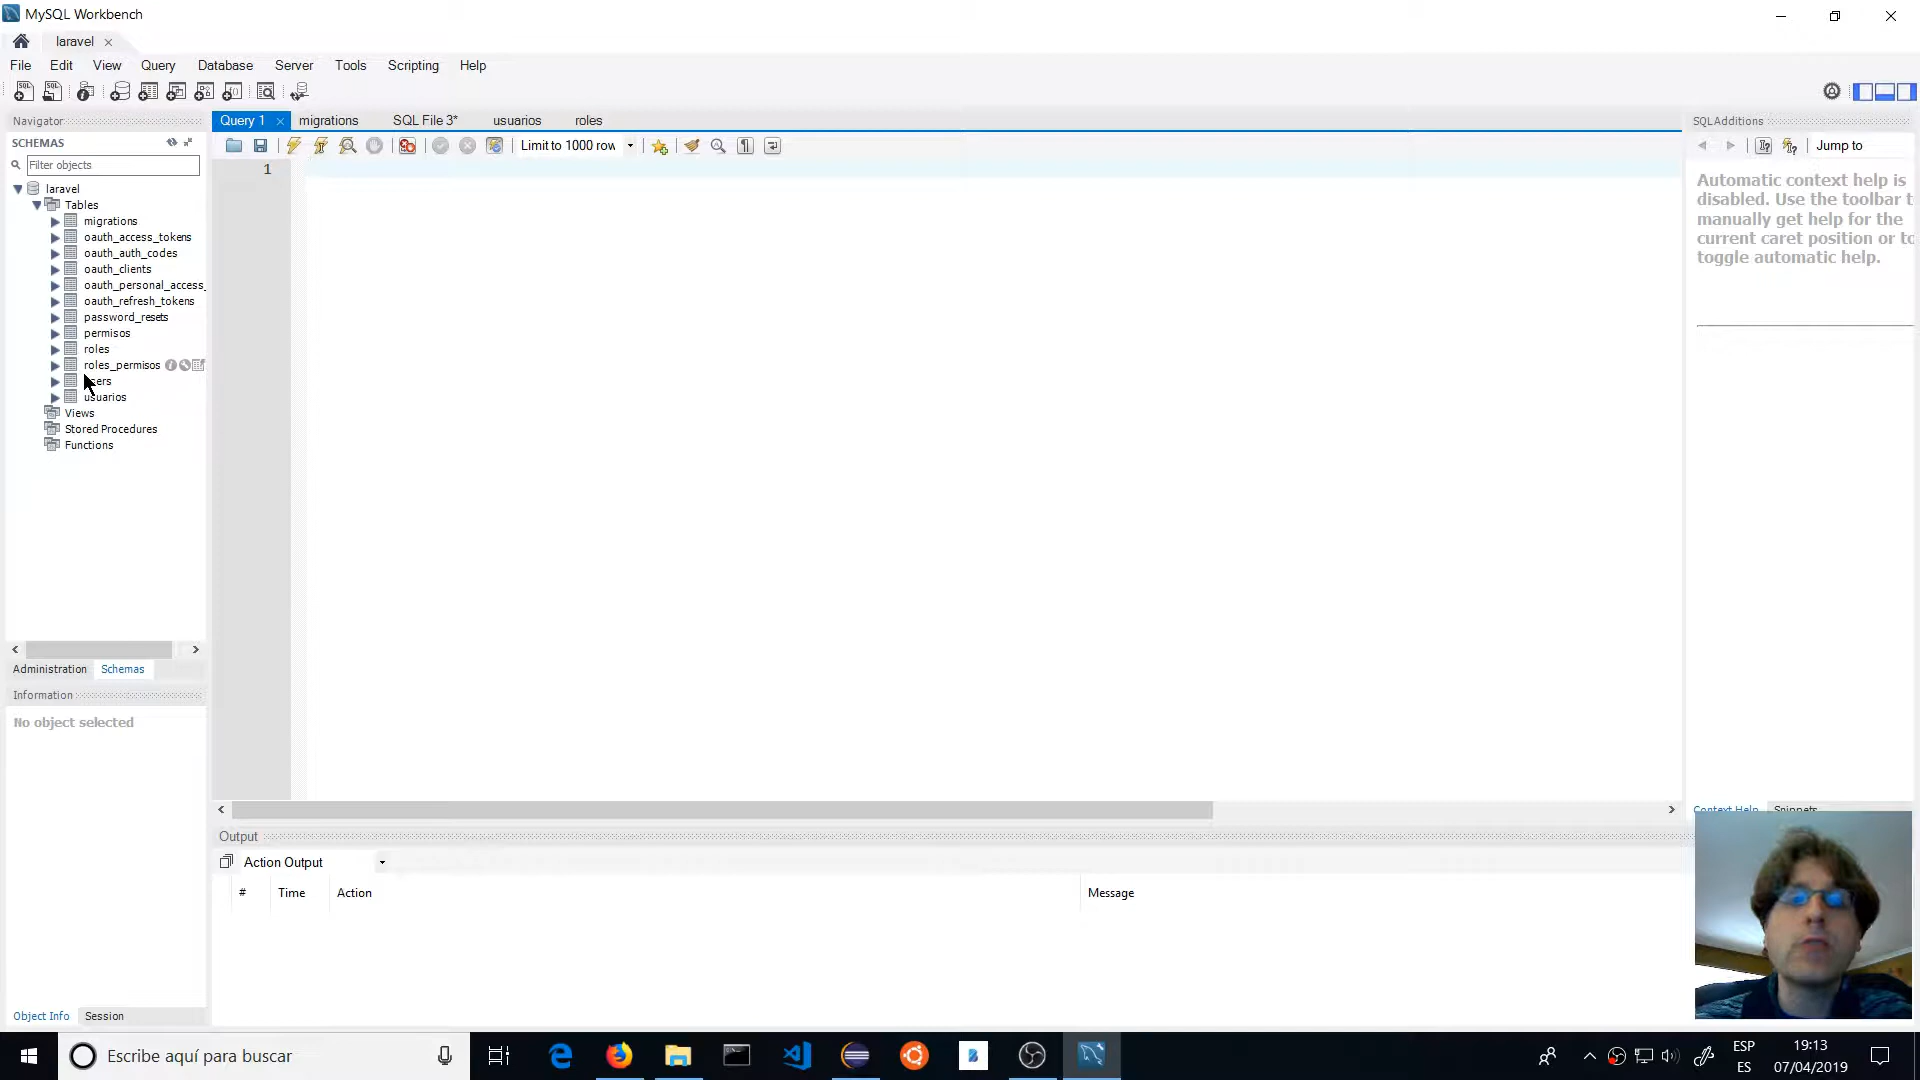 MySQL Workbench
laravel
File Edit View Query Database Server Tools Scripting Help
Navigator
SCHEMAS
Filter objects
laravel
Tables
migrations
oauth_access_tokens
oauth_auth_codes
oauth_clients
oauth_personal_access_
oauth_refresh_tokens
password_resets
permisos
roles
roles_permisos
users
usuarios
Views
Stored Procedures
Functions
Administration Schemas
Information
No object selected
Object Info Session
Query 1 migrations SQL File 3* usuarios roles
Limit to 1000 row
1
Output
Action Output
# Time Action Message
SQLAdditions
Jump to
Automatic context help is
disabled. Use the toolbar t
manually get help for the
current caret position or to
toggle automatic help.
Context Help Snippets
Escribe aquí para buscar
ESP
ES
19:13
07/04/2019